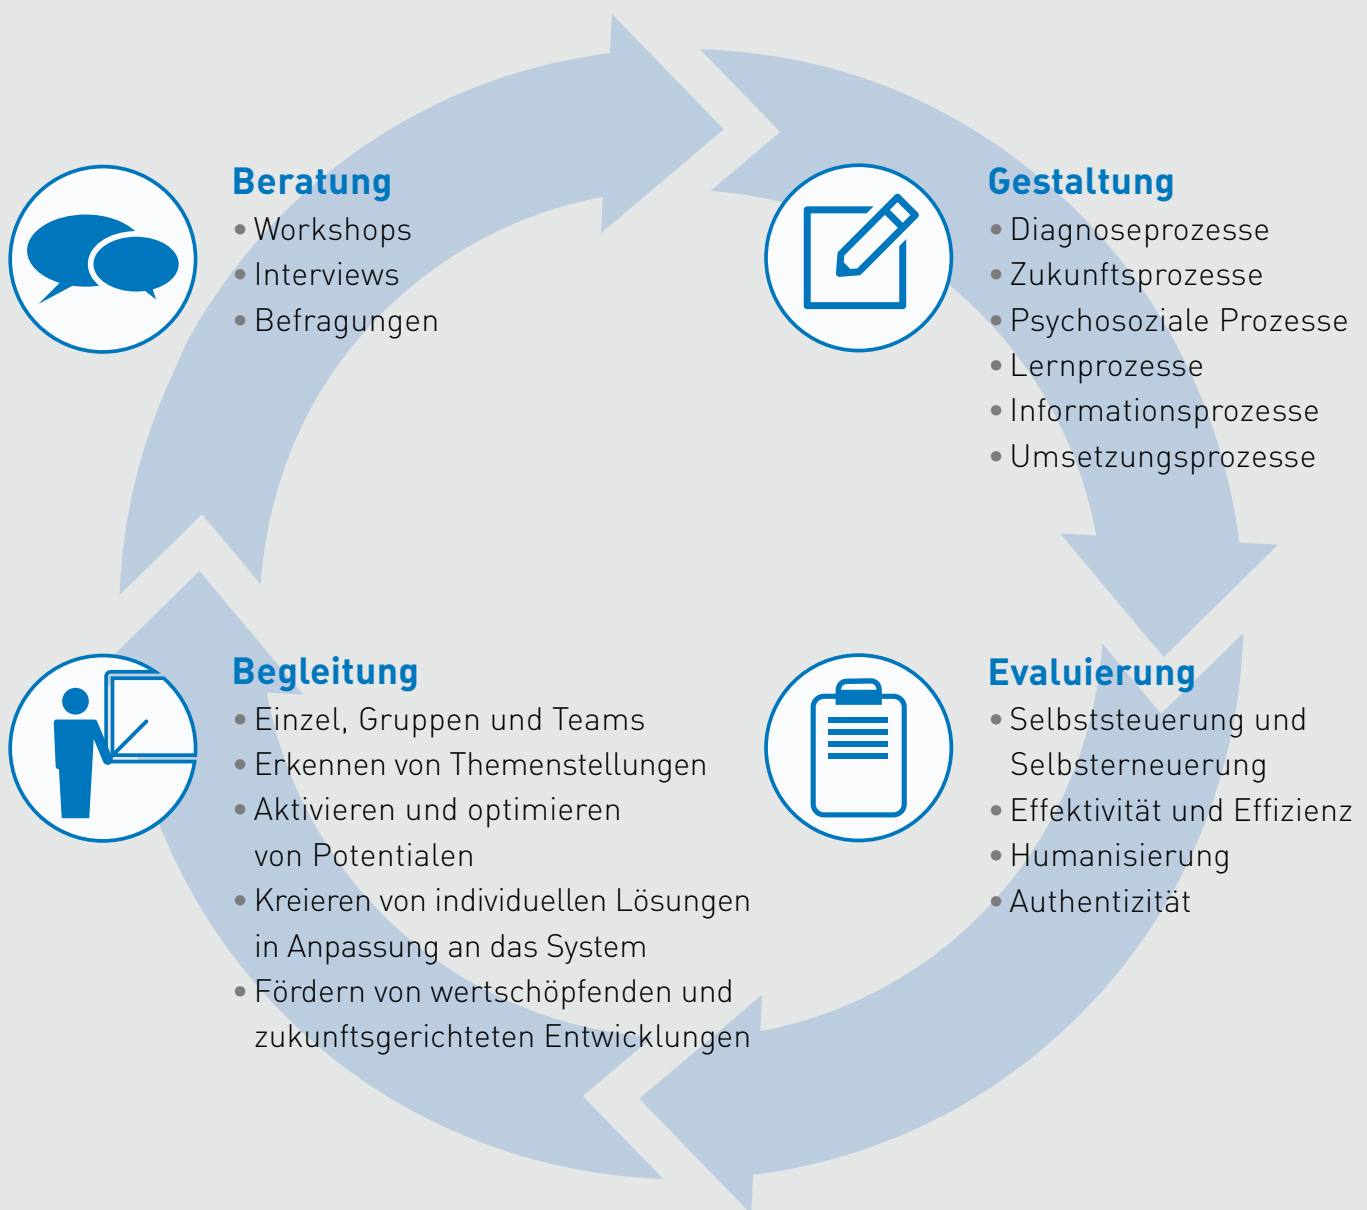 Beratung
• Workshops
• Interviews
• Befragungen
Gestaltung
• Diagnoseprozesse
• Zukunftsprozesse
• Psychosoziale Prozesse
• Lernprozesse
• Informationsprozesse
• Umsetzungsprozesse
Begleitung
• Einzel, Gruppen und Teams
• Erkennen von Themenstellungen
• Aktivieren und optimieren
von Potentialen
• Kreieren von individuellen Lösungen
in Anpassung an das System
• Fördern von wertschöpfenden und
zukunftsgerichteten Entwicklungen
Evaluierung
• Selbststeuerung und
Selbsterneuerung
• Effektivität und Effizienz
• Humanisierung
• Authentizität